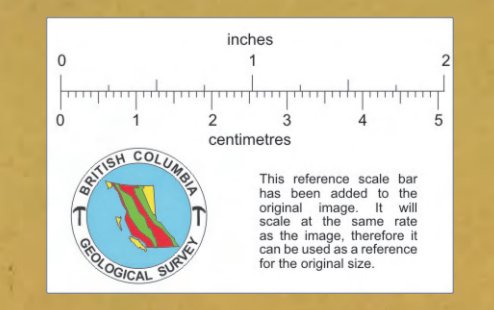 inches
0 1 2
0 1 2 3 4 5
centimetres
BRITISH COLUMBIA
GEOLOGICAL SURVEY
This reference scale bar
has been added to the
original image. It will
scale at the same rate
as the image, therefore it
can be used as a reference
for the original size.